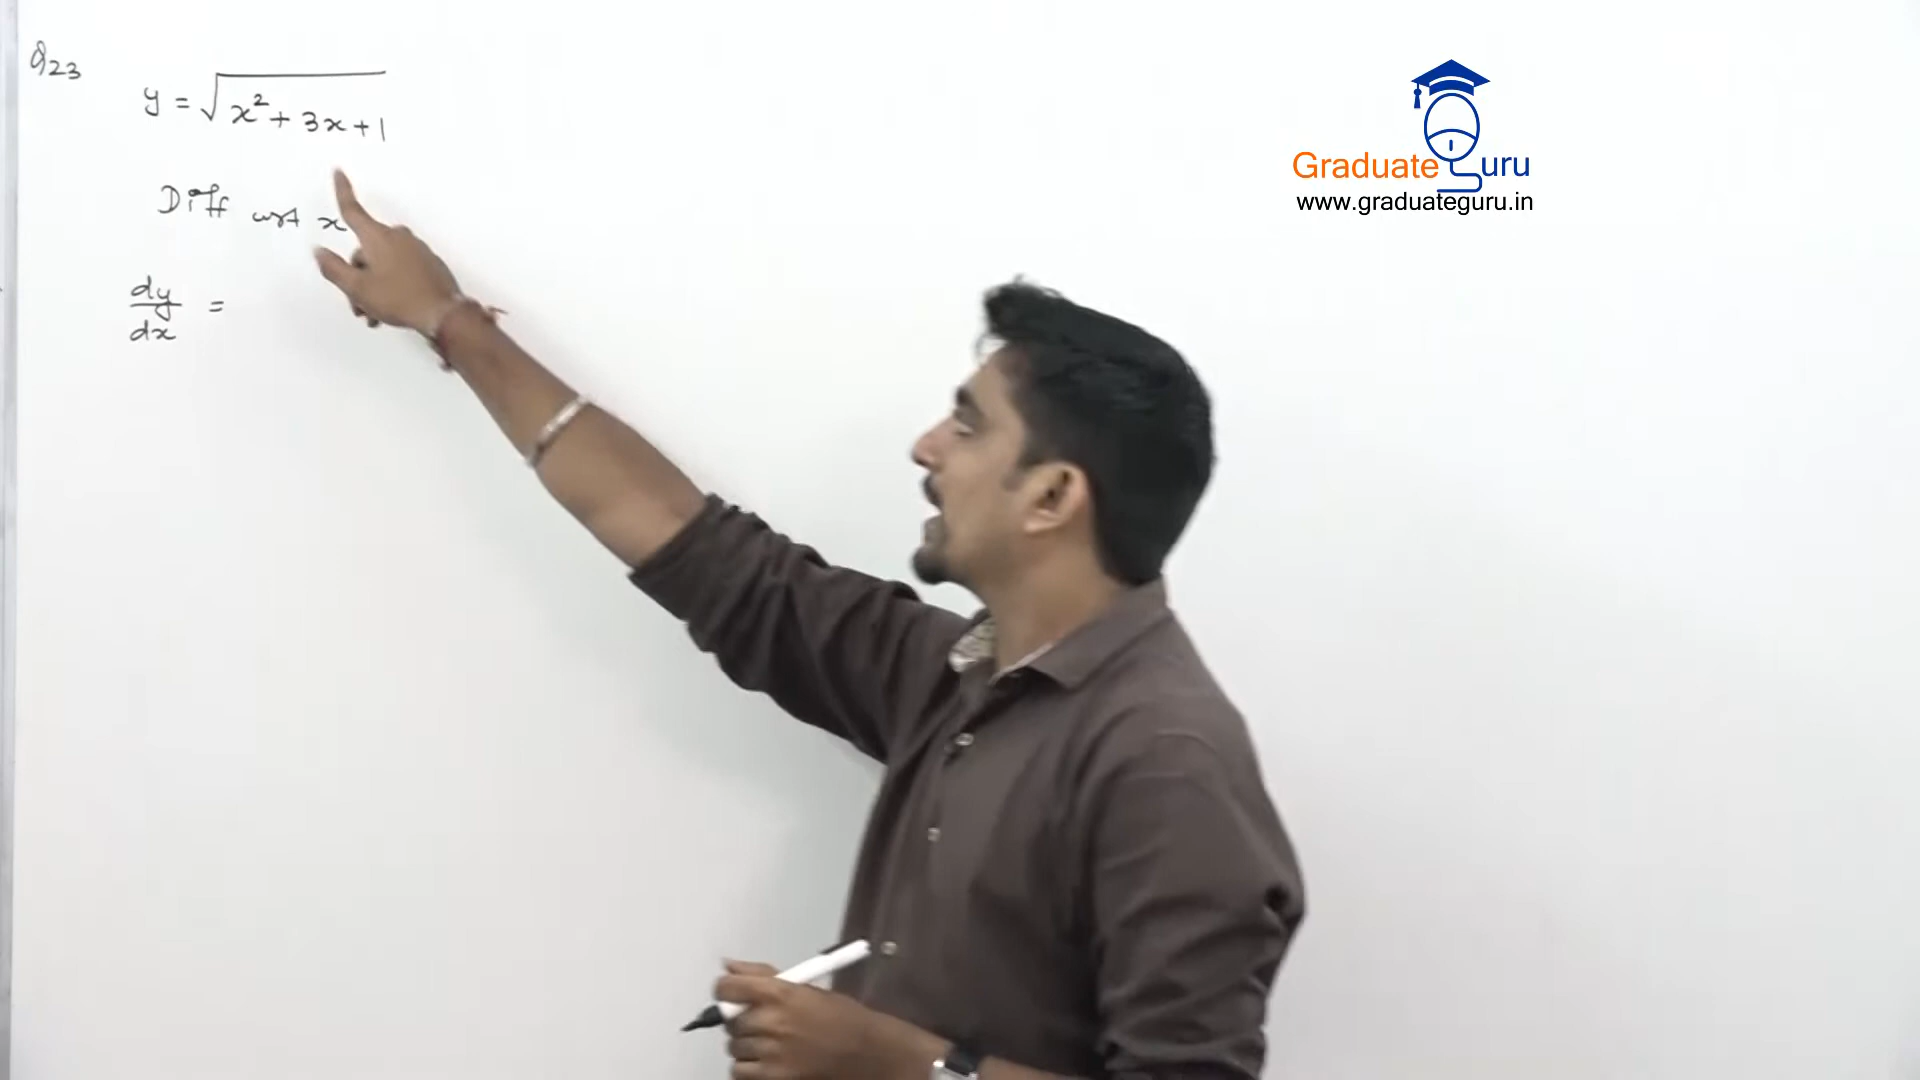 Q23
y = √x² + 3x + 1
Diff wrt x
dy/dx =
Graduate Guru
www.graduateguru.in